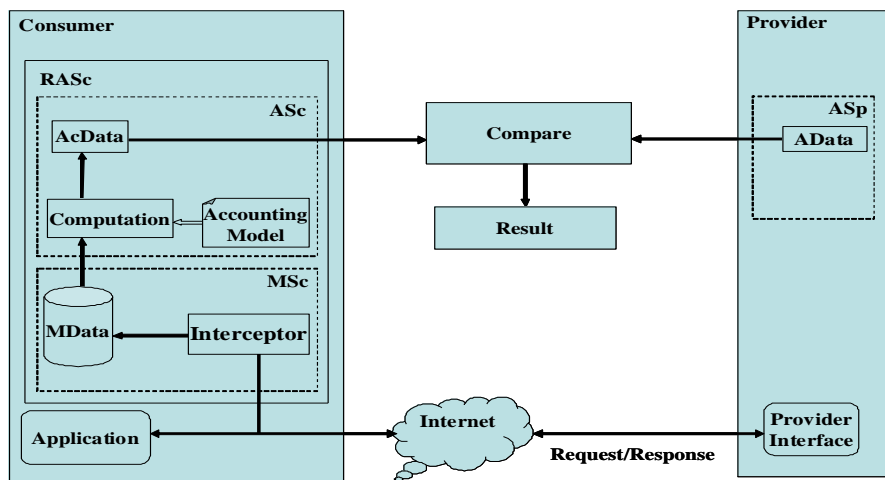 Consumer
RASc
ASc
AcData
Computation
Accounting
Model
MSc
MData
Interceptor
Application
Compare
Result
Internet
Request/Response
Provider
ASp
AData
Provider
Interface